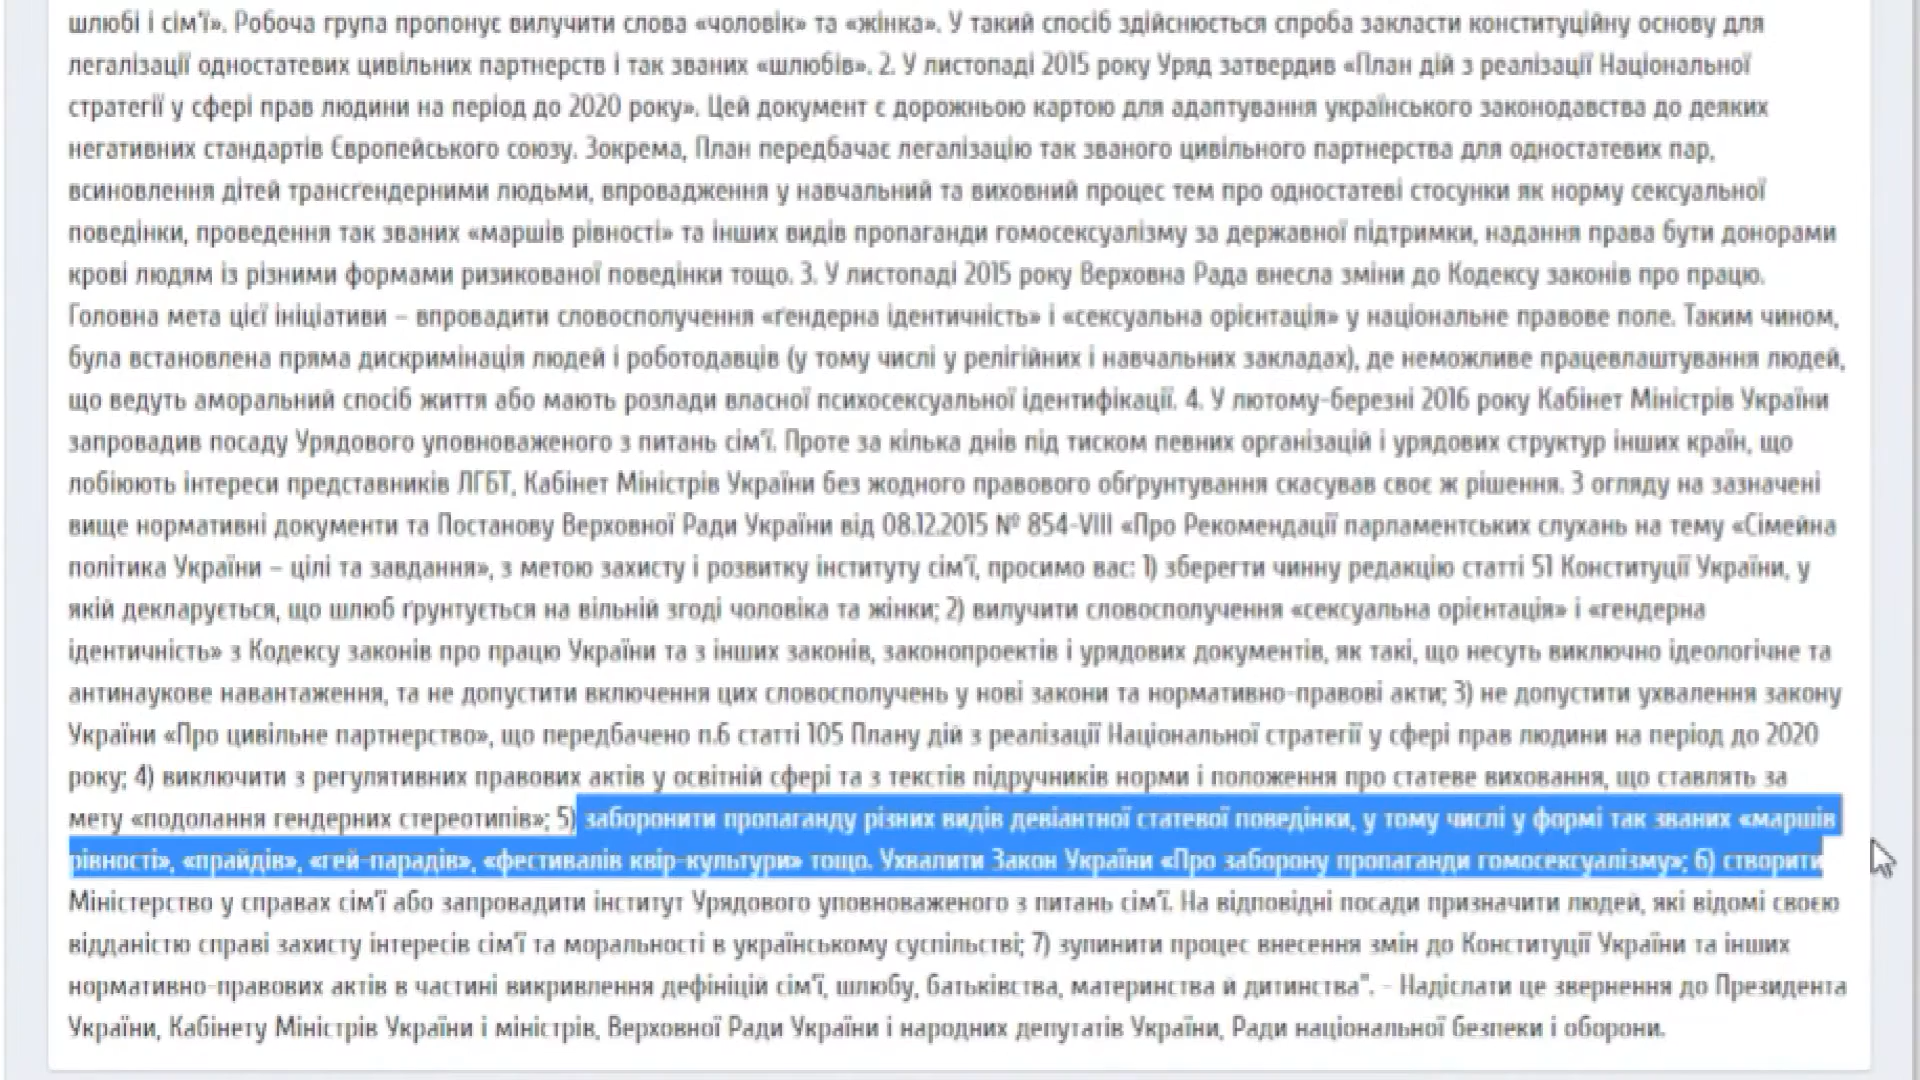 шлюбі і сім'ї». Робоча група пропонує вилучити слова «чоловік» та «жінка». У такий спосіб здійснюється спроба закласти конституційну основу для
легалізації одностатевих цивільних партнерств і так званих «шлюбів». 2. У листопаді 2015 року Уряд затвердив «План дій з реалізації Національної
стратегії у сфері прав людини на період до 2020 року». Цей документ є дорожньою картою для адаптування українського законодавства до деяких
негативних стандартів Європейського союзу. Зокрема, План передбачає легалізацію так званого цивільного партнерства для одностатевих пар,
всиновлення дітей трансгендерними людьми, впровадження у навчальний та виховний процес тем про одностатеві стосунки як норму сексуальної
поведінки, проведення так званих «маршів рівності» та інших видів пропаганди гомосексуалізму за державної підтримки, надання права бути донорами
крові людям із різними формами ризикованої поведінки тощо. 3. У листопаді 2015 року Верховна Рада внесла зміни до Кодексу законів про працю.
Головна мета цієї ініціативи – впровадити словосполучення «ґендерна ідентичність» і «сексуальна орієнтація» у національне правове поле. Таким чином,
була встановлена пряма дискримінація людей і роботодавців (у тому числі у релігійних і навчальних закладах), де неможливе працевлаштування людей,
що ведуть аморальний спосіб життя або мають розлади власної психосексуальної ідентифікації. 4. У лютому-березні 2016 року Кабінет Міністрів України
запровадив посаду Урядового уповноваженого з питань сім'ї. Проте за кілька днів під тиском певних організацій і урядових структур інших країн, що
лобіюють інтереси представників ЛГБТ, Кабінет Міністрів України без жодного правового обґрунтування скасував своє ж рішення. З огляду на зазначені
вище нормативні документи та Постанову Верховної Ради України від 08.12.2015 № 854-VIII «Про Рекомендації парламентських слухань на тему «Сімейна
політика України – цілі та завдання», з метою захисту і розвитку інституту сім'ї, просимо вас: 1) зберегти чинну редакцію статті 51 Конституції України, у
якій декларується, що шлюб ґрунтується на вільній згоді чоловіка та жінки; 2) вилучити словосполучення «сексуальна орієнтація» і «гендерна
ідентичність» з Кодексу законів про працю України та з інших законів, законопроектів і урядових документів, як такі, що несуть виключно ідеологічне та
антинаукове навантаження, та не допустити включення цих словосполучень у нові закони та нормативно-правові акти; 3) не допустити ухвалення закону
України «Про цивільне партнерство», що передбачено п.6 статті 105 Плану дій з реалізації Національної стратегії у сфері прав людини на період до 2020
року; 4) виключити з регулятивних правових актів у освітній сфері та з текстів підручників норми і положення про статеве виховання, що ставлять за
мету «подолання гендерних стереотипів»; 5) заборонити пропаганду різних видів девіантної статевої поведінки, у тому числі у формі так званих «маршів
рівності», «прайдів», «гей-парадів», «фестивалів квір-культури» тощо. Ухвалити Закон України «Про заборону пропаганди гомосексуалізму»; 6) створити
Міністерство у справах сім'ї або запровадити інститут Урядового уповноваженого з питань сім'ї. На відповідні посади призначити людей, які відомі своєю
відданістю справі захисту інтересів сім'ї та моральності в українському суспільстві; 7) зупинити процес внесення змін до Конституції України та інших
нормативно-правових актів в частині викривлення дефініцій сім'ї, шлюбу, батьківства, материнства й дитинства". - Надіслати це звернення до Президента
України, Кабінету Міністрів України і міністрів, Верховної Ради України і народних депутатів України, Ради національної безпеки і оборони.